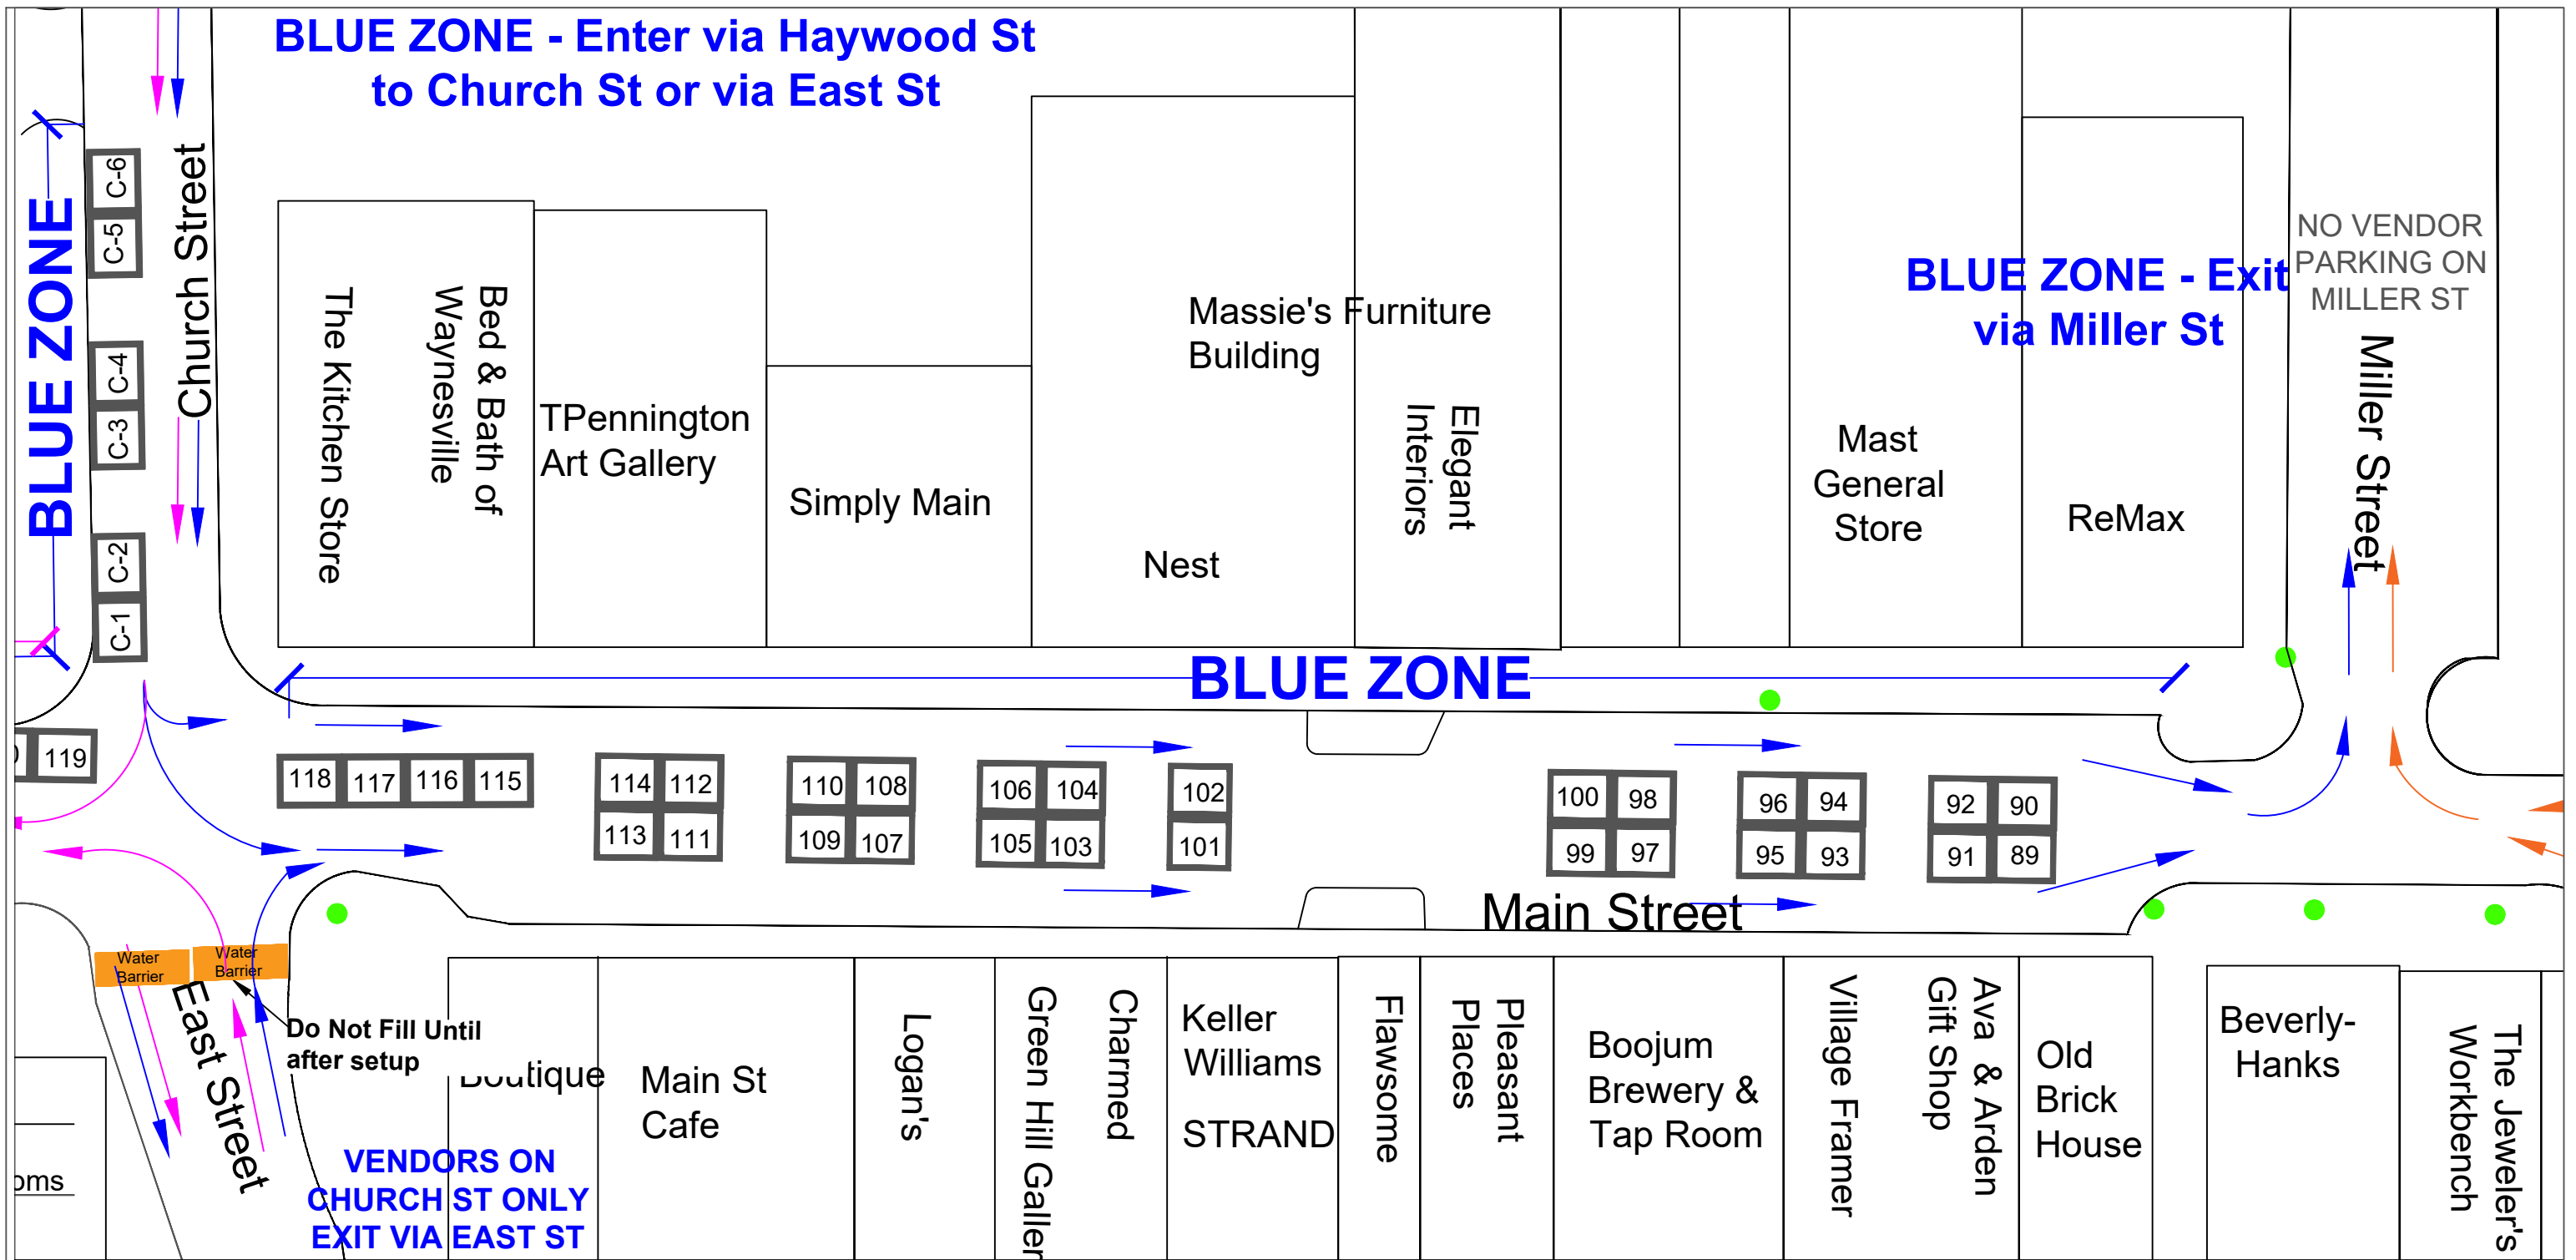 BLUE ZONE - Enter via Haywood St
to Church St or via East St
BLUE ZONE
C-6
C-5
C-4
C-3
C-2
C-1
Church Street
The Kitchen Store
Bed & Bath of
Waynesville
TPennington
Art Gallery
Simply Main
Massie's Furniture
Building
Nest
Elegant
Interiors
Mast
General
Store
BLUE ZONE - Exit
via Miller St
ReMax
NO VENDOR
PARKING ON
MILLER ST
Miller Street
BLUE ZONE
119
118 117 116 115
114 112
113 111
110 108
109 107
106 104
105 103
102
101
100 98
99 97
96 94
95 93
92 90
91 89
Main Street
Water
Barrier
Water
Barrier
East Street
Do Not Fill Until
after setup
VENDORS ON
CHURCH ST ONLY
EXIT VIA EAST ST
Boutique
Main St
Cafe
Logan's
Green Hill Galler
Charmed
Keller
Williams
STRAND
Flawsome
Pleasant
Places
Boojum
Brewery &
Tap Room
Village Framer
Ava & Arden
Gift Shop
Old
Brick
House
Beverly-
Hanks
The Jeweler's
Workbench
oms